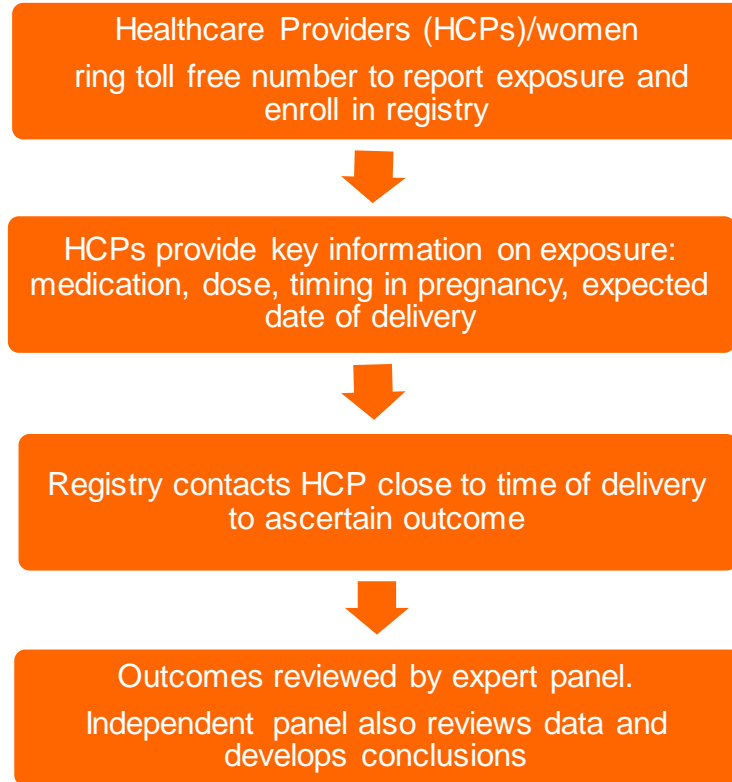 Healthcare Providers (HCPs)/women
ring toll free number to report exposure and
enroll in registry
HCPs provide key information on exposure:
medication, dose, timing in pregnancy, expected
date of delivery
Registry contacts HCP close to time of delivery
to ascertain outcome
Outcomes reviewed by expert panel.
Independent panel also reviews data and
develops conclusions